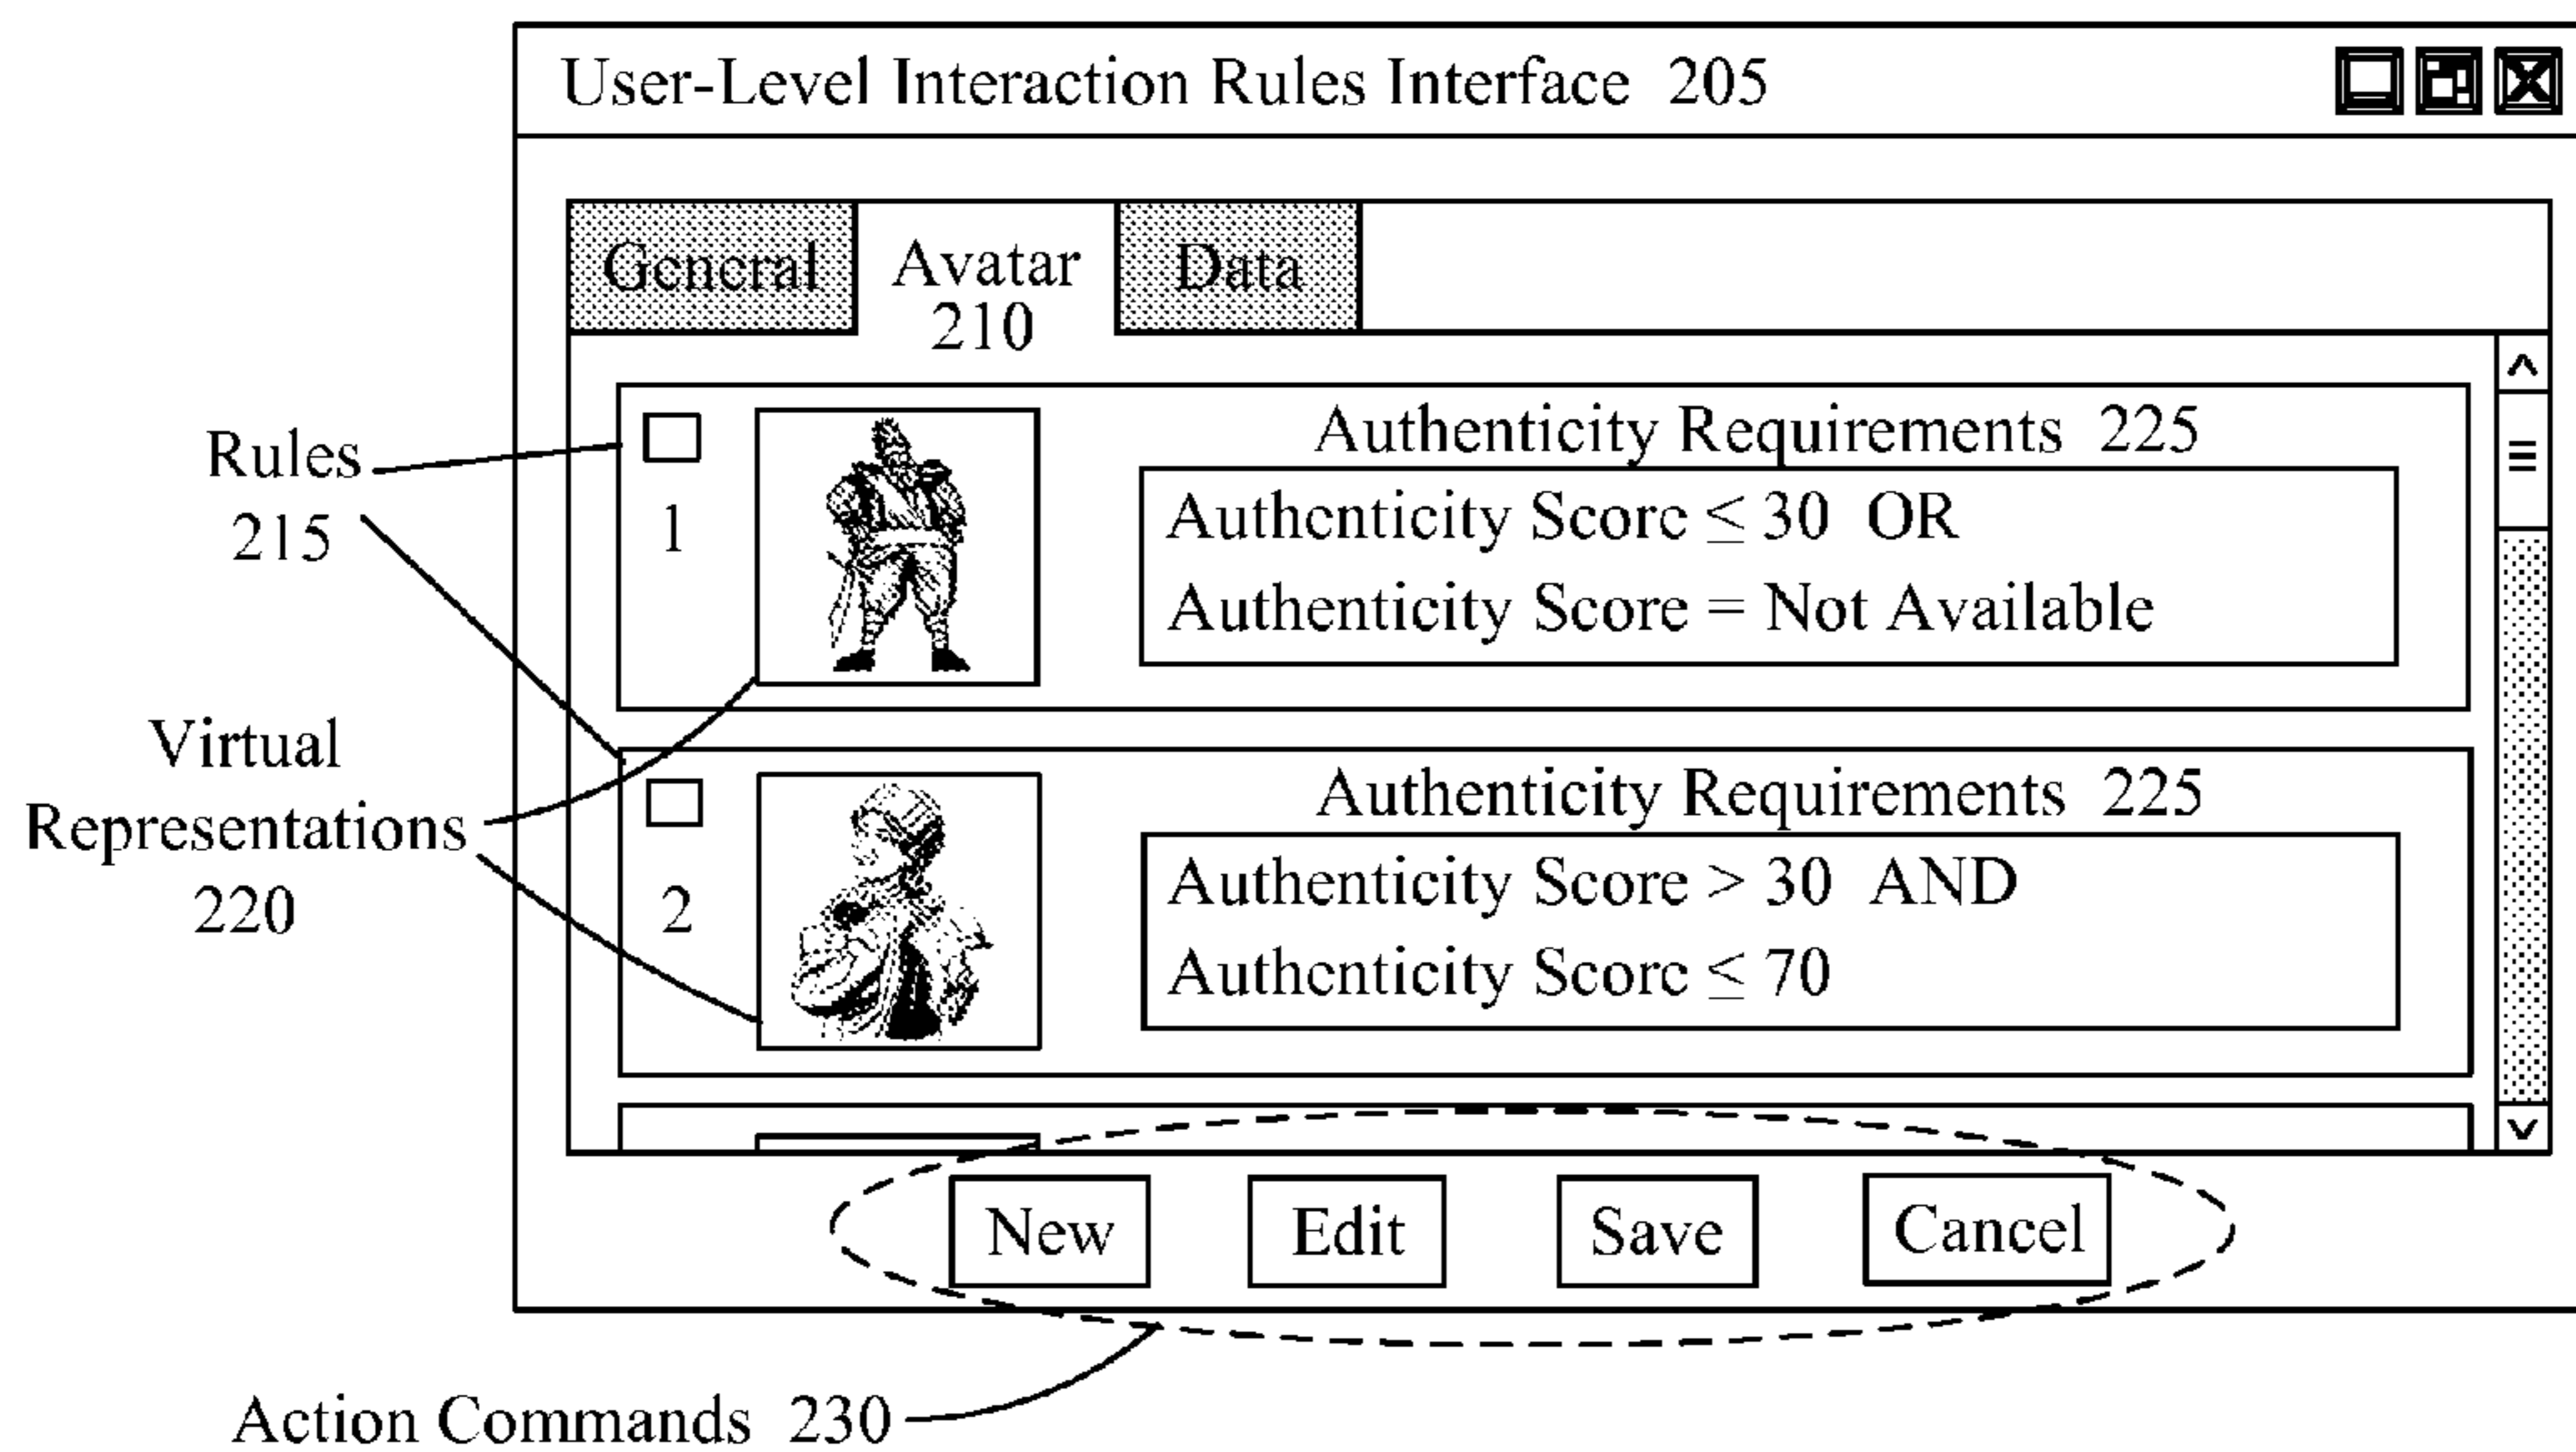 User-Level Interaction Rules Interface 205
General
Avatar
210
Data
Rules
215
1
Authenticity Requirements 225
Authenticity Score ≤ 30 OR
Authenticity Score = Not Available
Virtual
Representations
220
2
Authenticity Requirements 225
Authenticity Score > 30 AND
Authenticity Score ≤ 70
New
Edit
Save
Cancel
Action Commands 230